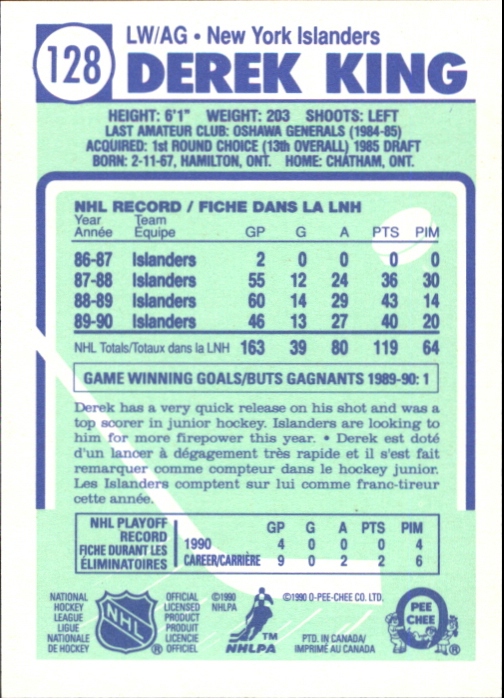 128
LW/AG • New York Islanders
DEREK KING
HEIGHT: 6'1" WEIGHT: 203 SHOOTS: LEFT
LAST AMATEUR CLUB: OSHAWA GENERALS (1984-85)
ACQUIRED: 1st ROUND CHOICE (13th OVERALL) 1985 DRAFT
BORN: 2-11-67, HAMILTON, ONT. HOME: CHATHAM, ONT.
NHL RECORD / FICHE DANS LA LNH
Year Team
Année Équipe GP G A PTS PIM
86-87 Islanders 2 0 0 0 0
87-88 Islanders 55 12 24 36 30
88-89 Islanders 60 14 29 43 14
89-90 Islanders 46 13 27 40 20
NHL Totals/Totaux dans la LNH 163 39 80 119 64
GAME WINNING GOALS/BUTS GAGNANTS 1989-90: 1
Derek has a very quick release on his shot and was a
top scorer in junior hockey. Islanders are looking to
him for more firepower this year. • Derek est doté
d'un lancer à dégagement très rapide et il s'est fait
remarquer comme compteur dans le hockey junior.
Les Islanders comptent sur lui comme franc-tireur
cette année.
NHL PLAYOFF
RECORD
FICHE DURANT LES
ÉLIMINATOIRES
GP G A PTS PIM
1990 4 0 0 0 4
CAREER/CARRIÈRE 9 0 2 2 6
NATIONAL
HOCKEY
LEAGUE
LIGUE
NATIONALE
DE HOCKEY
NHL
®
OFFICIAL
LICENSED
PRODUCT
PRODUIT
LICENCIE
OFFICIEL
©1990
NHLPA
TM
NHLPA
©1990 O-PEE-CHEE CO. LTD.
PTD. IN CANADA/
IMPRIMÉ AU CANADA
PEE
CHEE
®